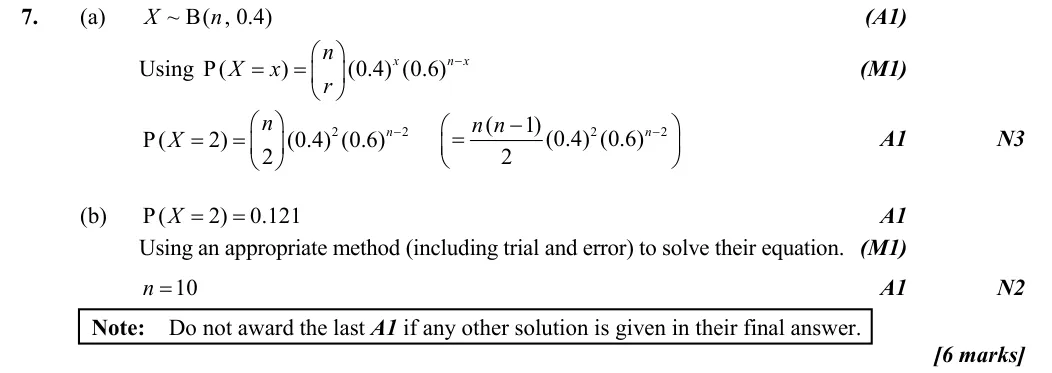 7. (a) X ~ B(n, 0.4) (A1)
Using P(X = x) = (n r)(0.4)^x (0.6)^{n−x} (M1)
P(X = 2) = (n 2)(0.4)^2 (0.6)^{n−2} (= n(n−1)/2 (0.4)^2 (0.6)^{n−2}) A1 N3
(b) P(X = 2) = 0.121 A1
Using an appropriate method (including trial and error) to solve their equation. (M1)
n = 10 A1 N2
Note: Do not award the last A1 if any other solution is given in their final answer.
[6 marks]